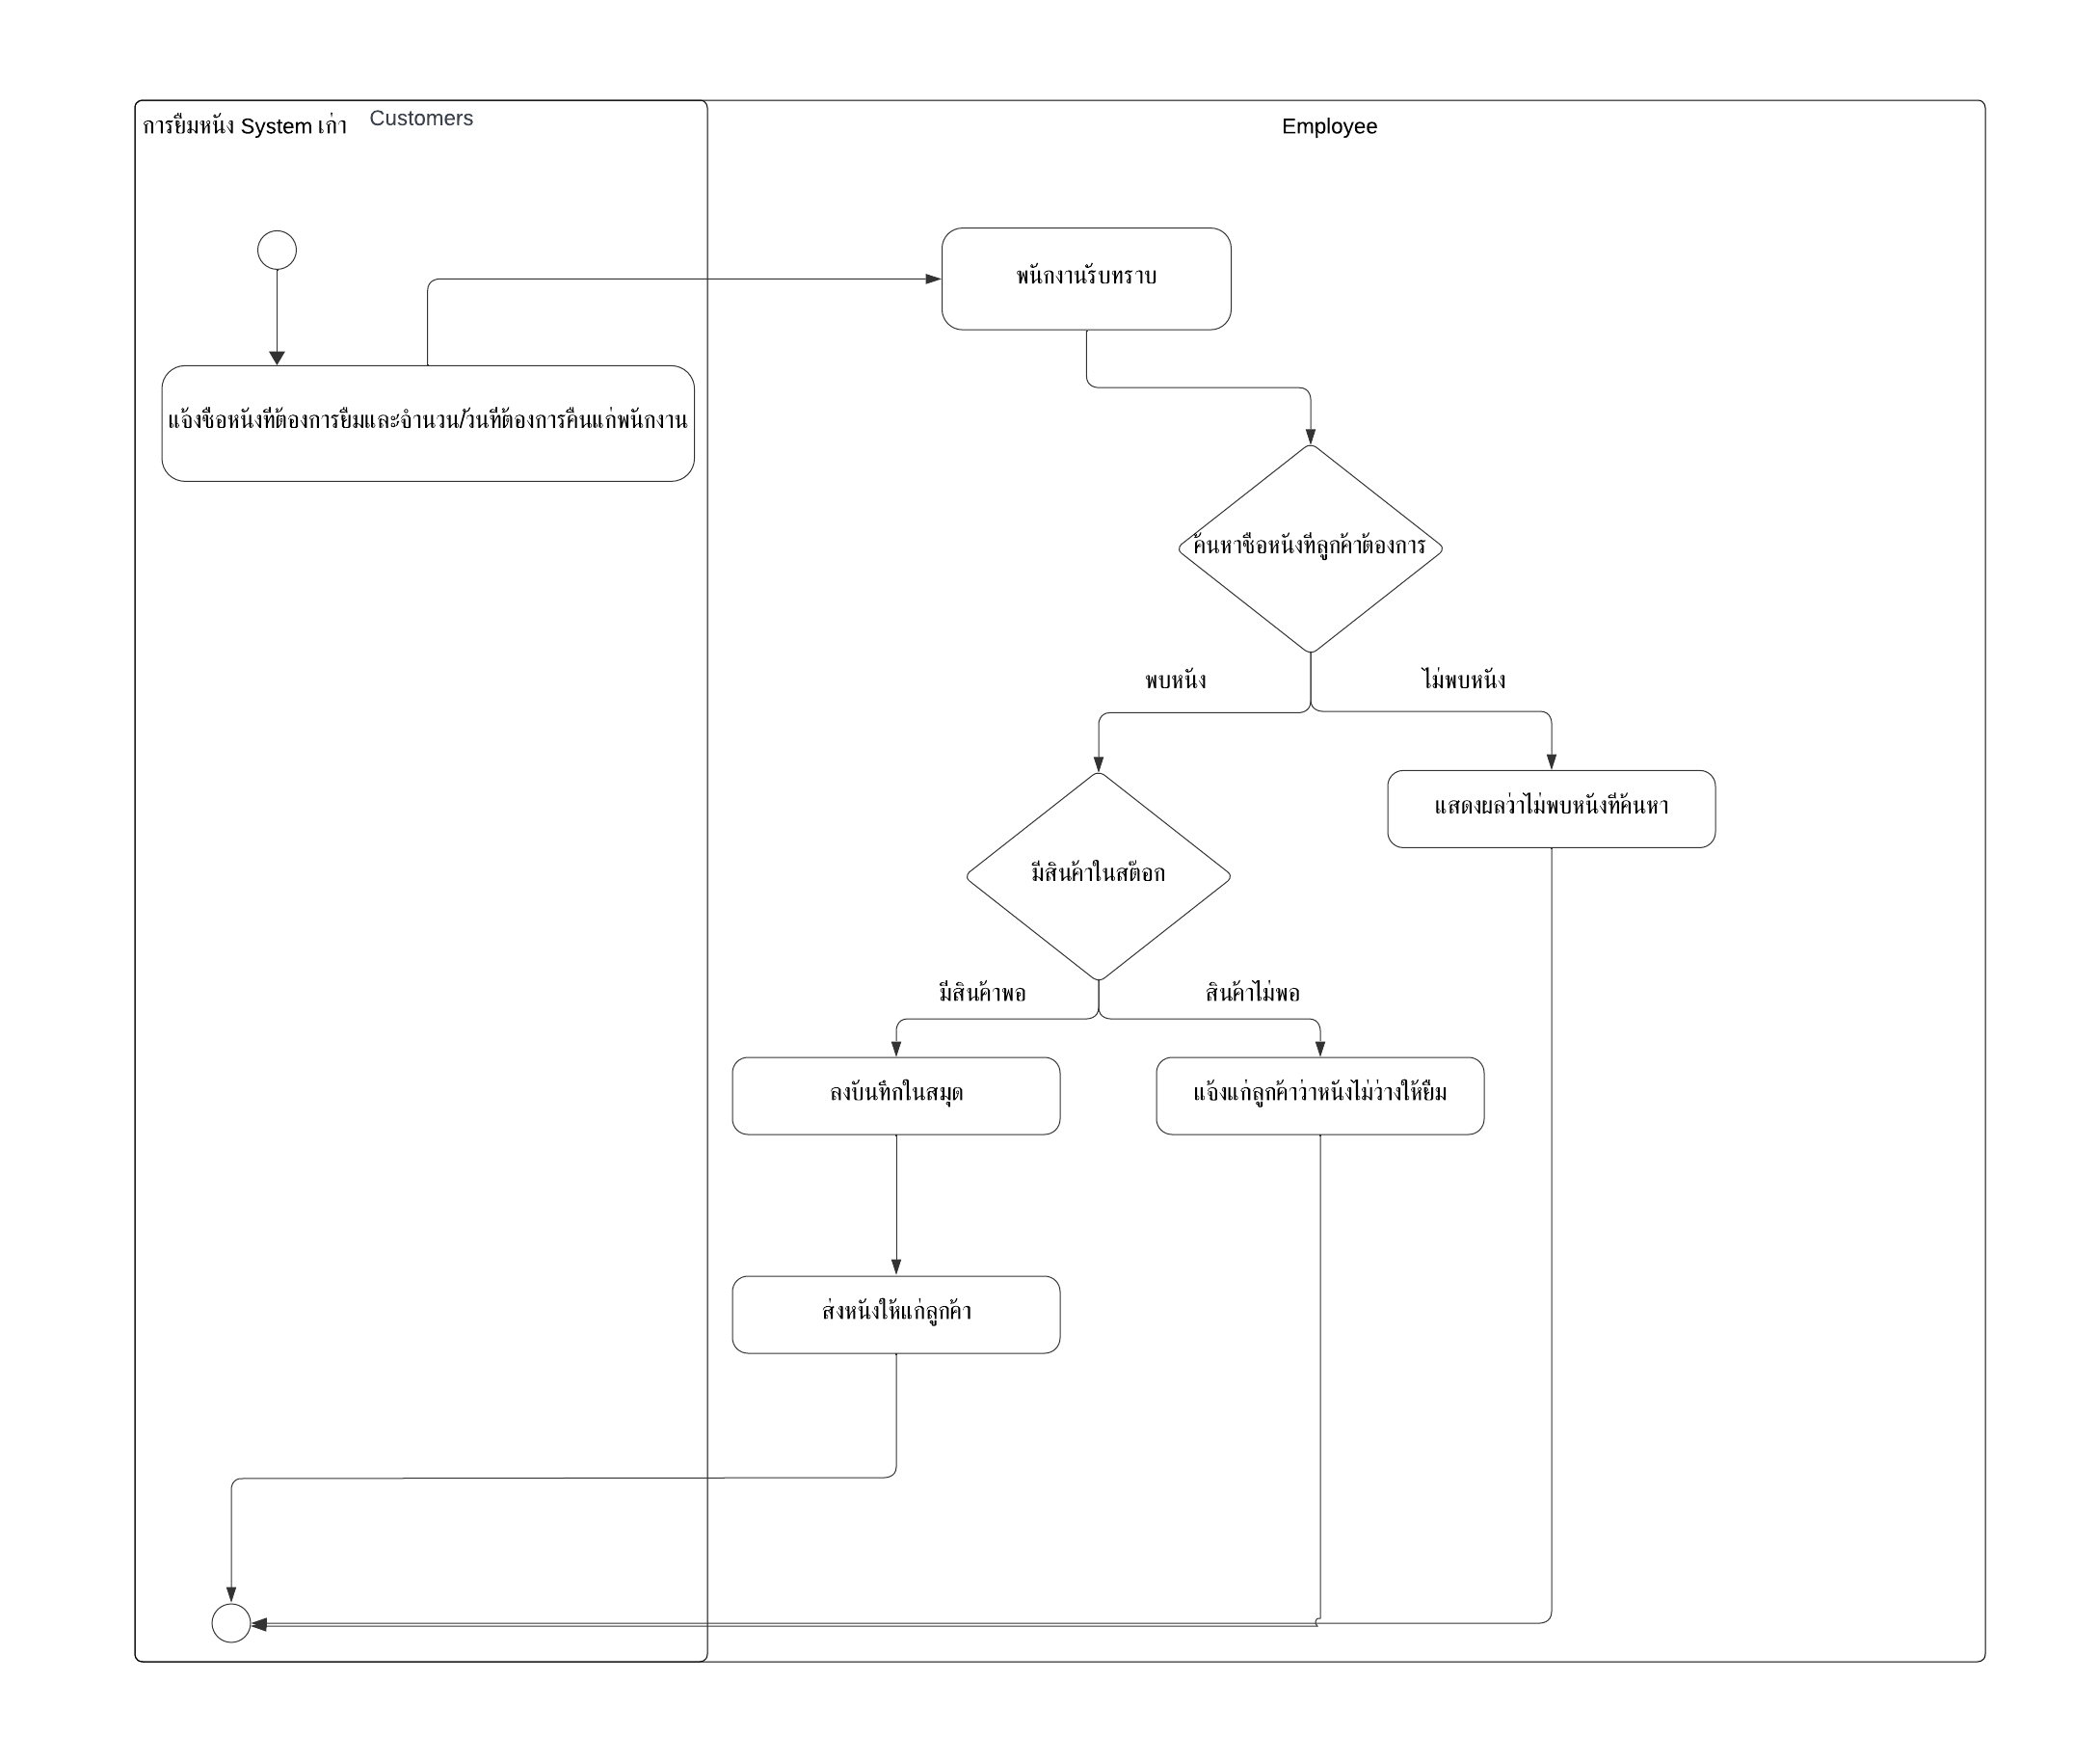 การยืมหนัง System เก่า
Customers
Employee
พนักงานรับทราบ
แจ้งชื่อหนังที่ต้องการยืมและจำนวน/วันที่ต้องการคืนแก่พนักงาน
ค้นหาชื่อหนังที่ลูกค้าต้องการ
พบหนัง
ไม่พบหนัง
แสดงผลว่าไม่พบหนังที่ค้นหา
มีสินค้าในสต๊อก
มีสินค้าพอ
สินค้าไม่พอ
ลงบันทึกในสมุด
แจ้งแก่ลูกค้าว่าหนังไม่ว่างให้ยืม
ส่งหนังให้แก่ลูกค้า